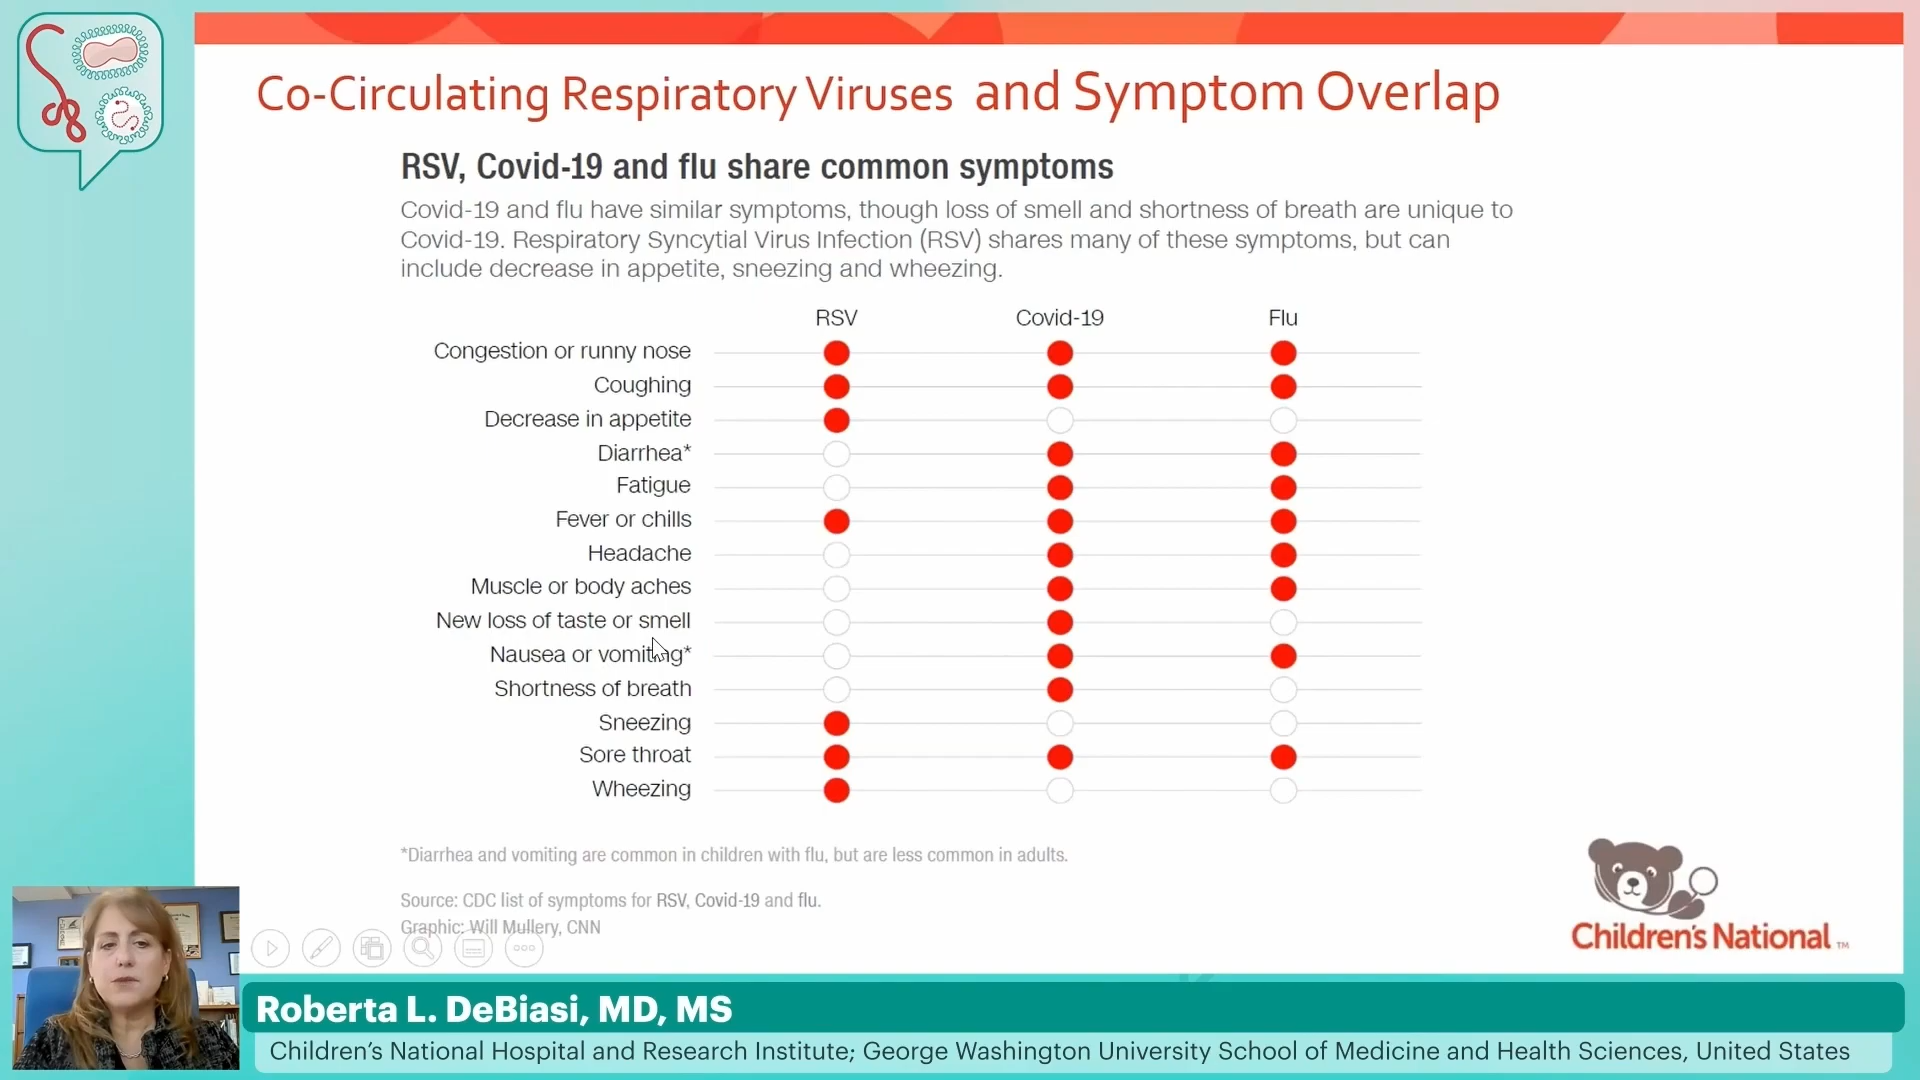 Co-Circulating Respiratory Viruses and Symptom Overlap
RSV, Covid-19 and flu share common symptoms
Covid-19 and flu have similar symptoms, though loss of smell and shortness of breath are unique to
Covid-19. Respiratory Syncytial Virus Infection (RSV) shares many of these symptoms, but can
include decrease in appetite, sneezing and wheezing.
RSV Covid-19 Flu
Congestion or runny nose
Coughing
Decrease in appetite
Diarrhea*
Fatigue
Fever or chills
Headache
Muscle or body aches
New loss of taste or smell
Nausea or vomiting*
Shortness of breath
Sneezing
Sore throat
Wheezing
*Diarrhea and vomiting are common in children with flu, but are less common in adults.
Source: CDC list of symptoms for RSV, Covid-19 and flu.
Graphic: Will Mullery, CNN
Children's National ™
Roberta L. DeBiasi, MD, MS
Children's National Hospital and Research Institute; George Washington University School of Medicine and Health Sciences, United States